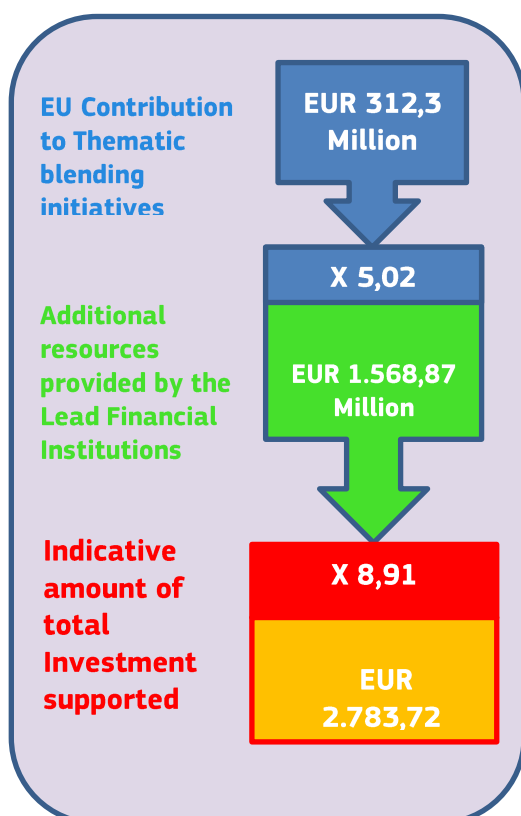 EU Contribution
to Thematic
blending
initiatives
EUR 312,3
Million
X 5,02
Additional
resources
provided by the
Lead Financial
Institutions
EUR 1.568,87
Million
Indicative
amount of
total
Investment
supported
X 8,91
EUR
2.783,72